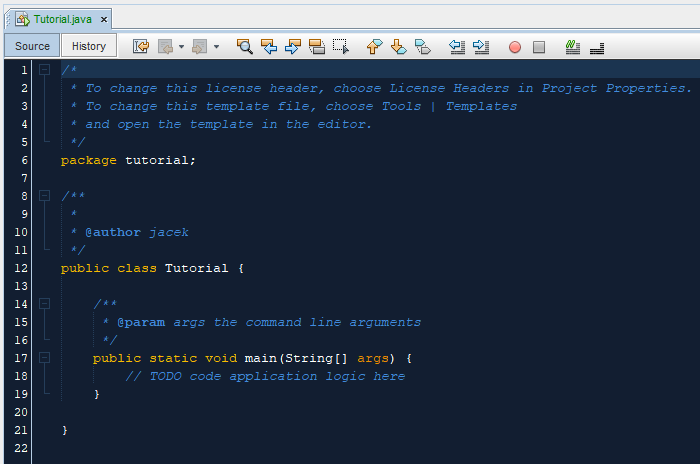 Tutorial.java
Source History
1 /*
2 * To change this license header, choose License Headers in Project Properties.
3 * To change this template file, choose Tools | Templates
4 * and open the template in the editor.
5 */
6 package tutorial;
7
8 /**
9 *
10 * @author jacek
11 */
12 public class Tutorial {
13
14 /**
15 * @param args the command line arguments
16 */
17 public static void main(String[] args) {
18 // TODO code application logic here
19 }
20
21 }
22